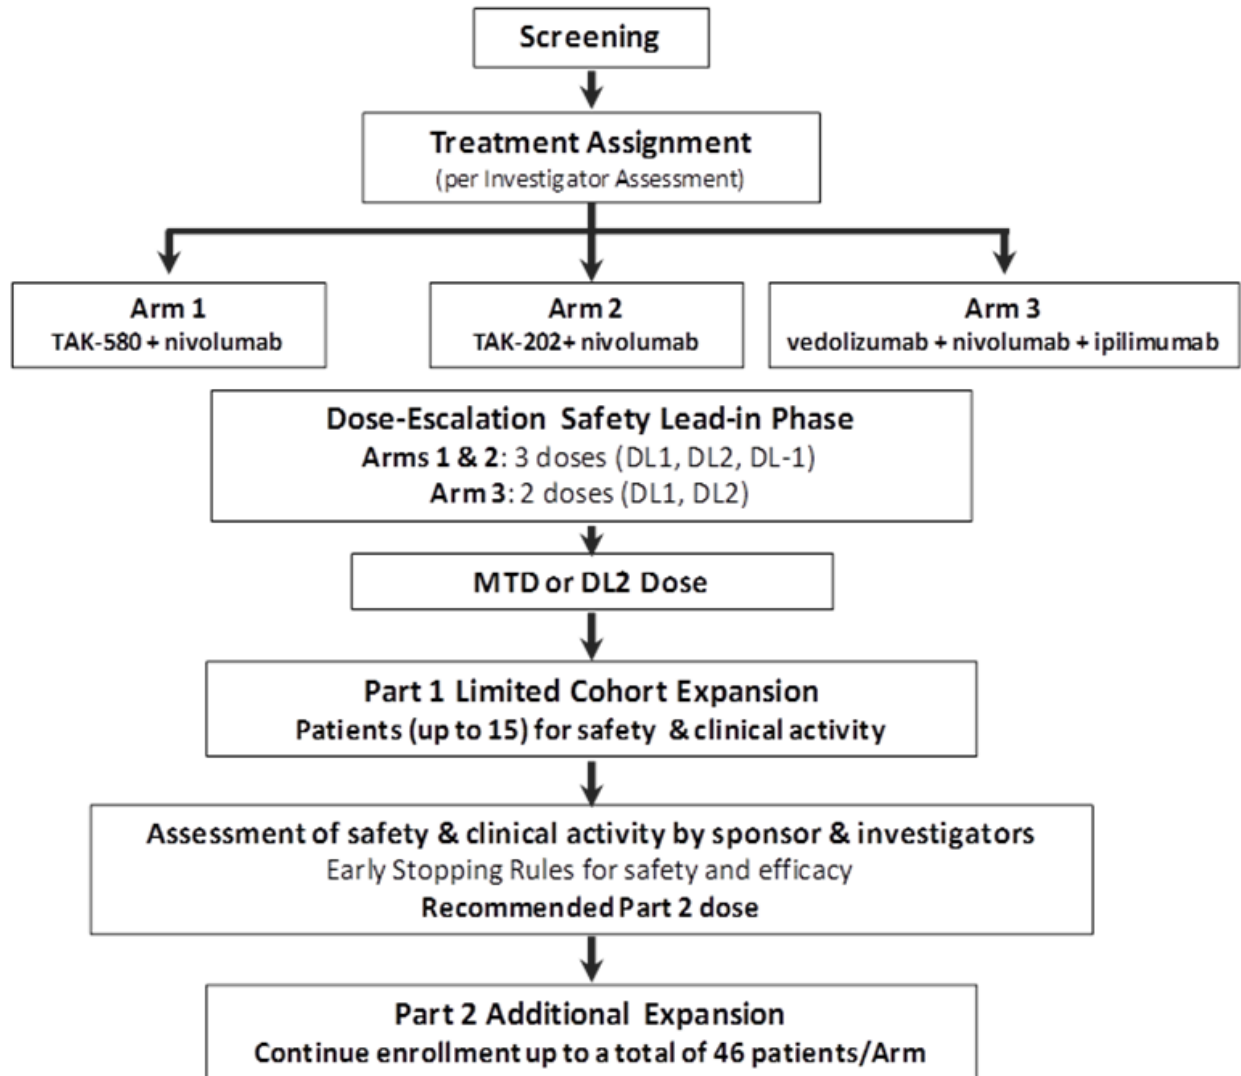 Screening
Treatment Assignment
(per Investigator Assessment)
Arm 1
TAK-580 + nivolumab
Arm 2
TAK-202+ nivolumab
Arm 3
vedolizumab + nivolumab + ipilimumab
Dose-Escalation Safety Lead-in Phase
Arms 1 & 2: 3 doses (DL1, DL2, DL-1)
Arm 3: 2 doses (DL1, DL2)
MTD or DL2 Dose
Part 1 Limited Cohort Expansion
Patients (up to 15) for safety & clinical activity
Assessment of safety & clinical activity by sponsor & investigators
Early Stopping Rules for safety and efficacy
Recommended Part 2 dose
Part 2 Additional Expansion
Continue enrollment up to a total of 46 patients/Arm